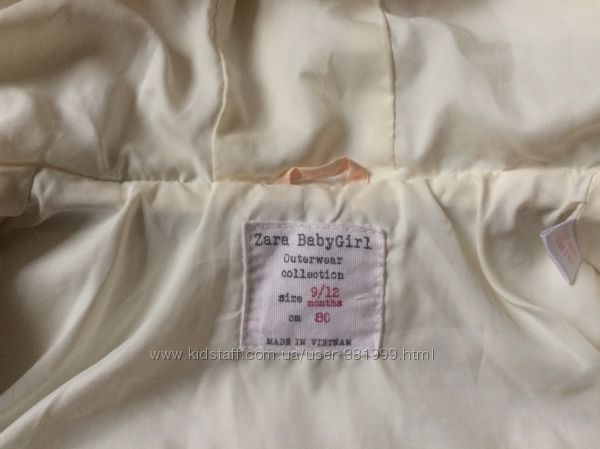 Zara BabyGirl
Outerwear
collection
size 9/12
months
cm 80
MADE IN VIETNAM
www.kidstaff.com.ua/user-381999.html